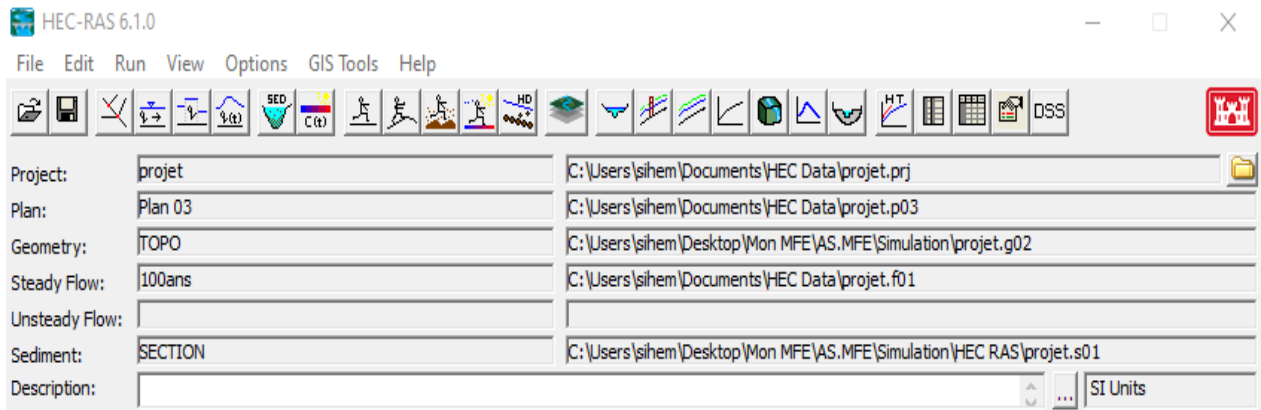 HEC-RAS 6.1.0
File Edit Run View Options GIS Tools Help
SED C(t) HD HT DSS
Project: projet C:\Users\sihem\Documents\HEC Data\projet.prj
Plan: Plan 03 C:\Users\sihem\Documents\HEC Data\projet.p03
Geometry: TOPO C:\Users\sihem\Desktop\Mon MFE\AS.MFE\Simulation\projet.g02
Steady Flow: 100ans C:\Users\sihem\Documents\HEC Data\projet.f01
Unsteady Flow:
Sediment: SECTION C:\Users\sihem\Desktop\Mon MFE\AS.MFE\Simulation\HEC RAS\projet.s01
Description: ... SI Units